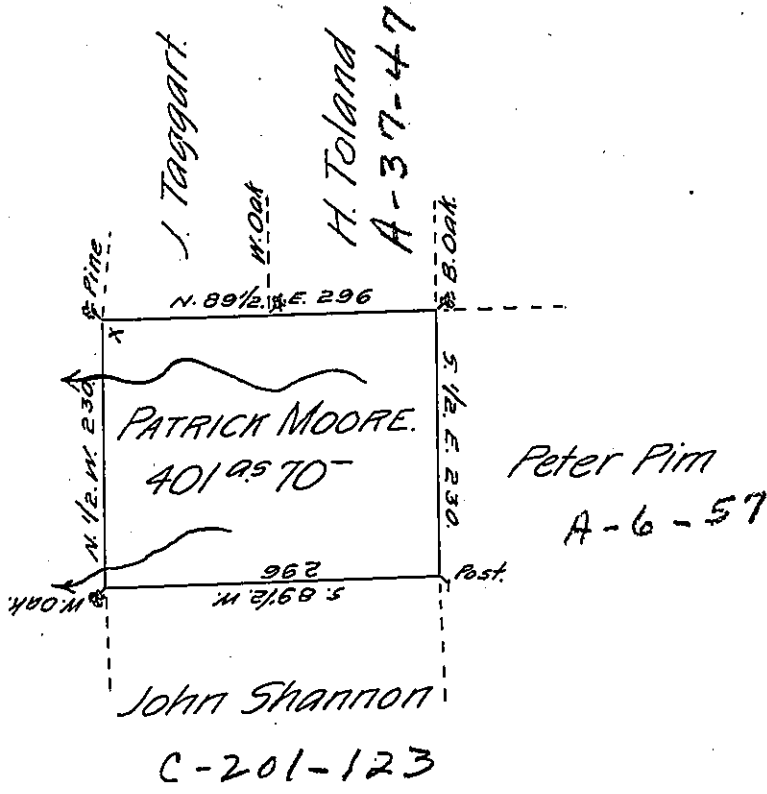 J. Taggart.
W. Oak
H. Toland
A-37-47
Pine.
B. Oak.
N. 89½. E. 296
X
N. ½. W. 230.
S. ½. E. 230.
PATRICK MOORE.
401 as 70-
Peter Pim
A-6-57
S. 89½. W. 296
W. Oak.
Post.
John Shannon
C-201-123